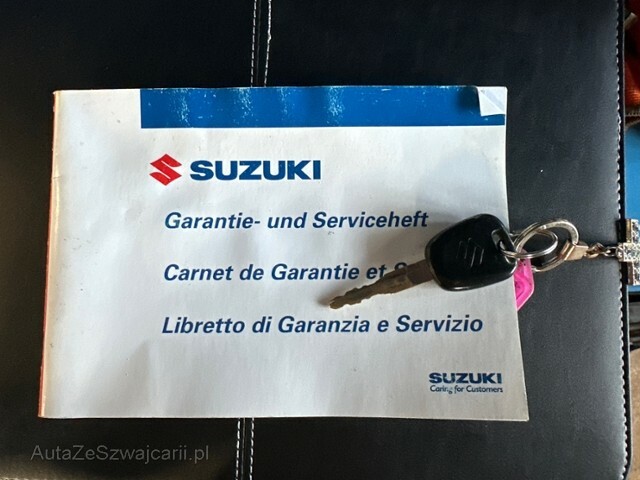 SUZUKI
Garantie- und Serviceheft
Carnet de Garantie et
Libretto di Garanzia e Servizio
SUZUKI
Caring for Customers
AutaZeSzwajcarii.pl